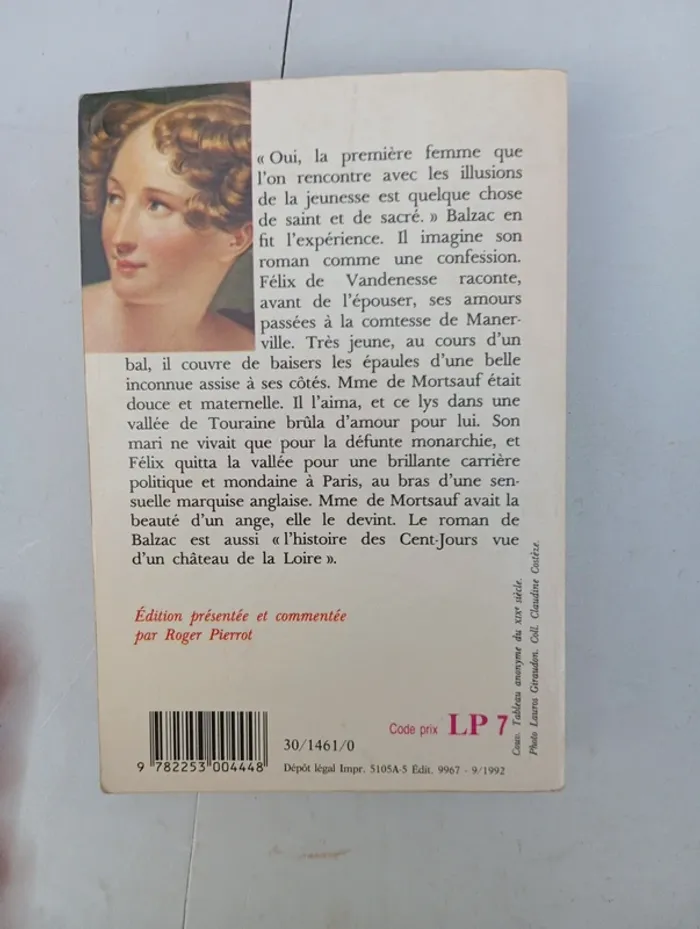 « Oui, la première femme que
l'on rencontre avec les illusions
de la jeunesse est quelque chose
de saint et de sacré. » Balzac en
fit l'expérience. Il imagine son
roman comme une confession.
Félix de Vandenesse raconte,
avant de l'épouser, ses amours
passées à la comtesse de Maner-
ville. Très jeune, au cours d'un
bal, il couvre de baisers les épaules d'une belle
inconnue assise à ses côtés. Mme de Mortsauf était
douce et maternelle. Il l'aima, et ce lys dans une
vallée de Touraine brûla d'amour pour lui. Son
mari ne vivait que pour la défunte monarchie, et
Félix quitta la vallée pour une brillante carrière
politique et mondaine à Paris, au bras d'une sen-
suelle marquise anglaise. Mme de Mortsauf avait la
beauté d'un ange, elle le devint. Le roman de
Balzac est aussi « l'histoire des Cent-Jours vue
d'un château de la Loire ».
Édition présentée et commentée
par Roger Pierrot
Couv. Tableau anonyme du XIXe siècle.
Photo Lauros Giraudon. Coll. Claudine Costèze.
Code prix LP 7
30/1461/0
9 782253 004448
Dépôt légal Impr. 5105A-5 Édit. 9967 - 9/1992